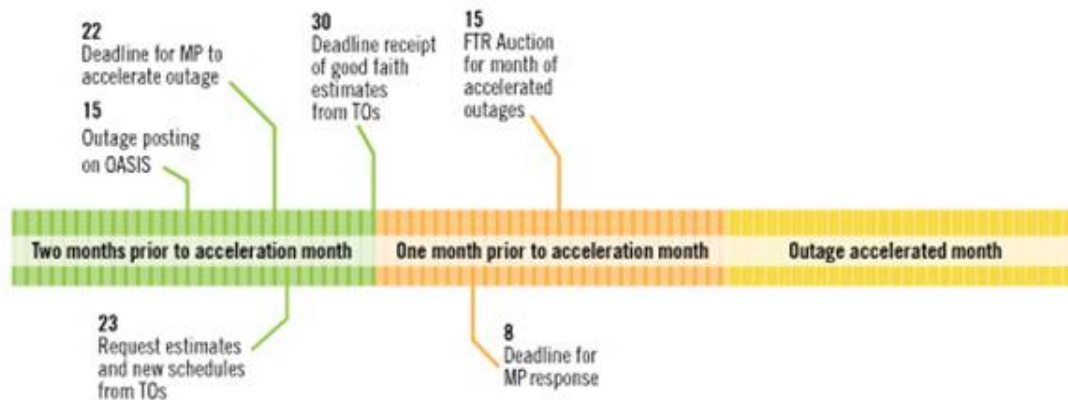 22
Deadline for MP to
accelerate outage
15
Outage posting
on OASIS
30
Deadline receipt
of good faith
estimates
from TOs
15
FTR Auction
for month of
accelerated
outages
Two months prior to acceleration month
One month prior to acceleration month
Outage accelerated month
23
Request estimates
and new schedules
from TOs
8
Deadline for
MP response